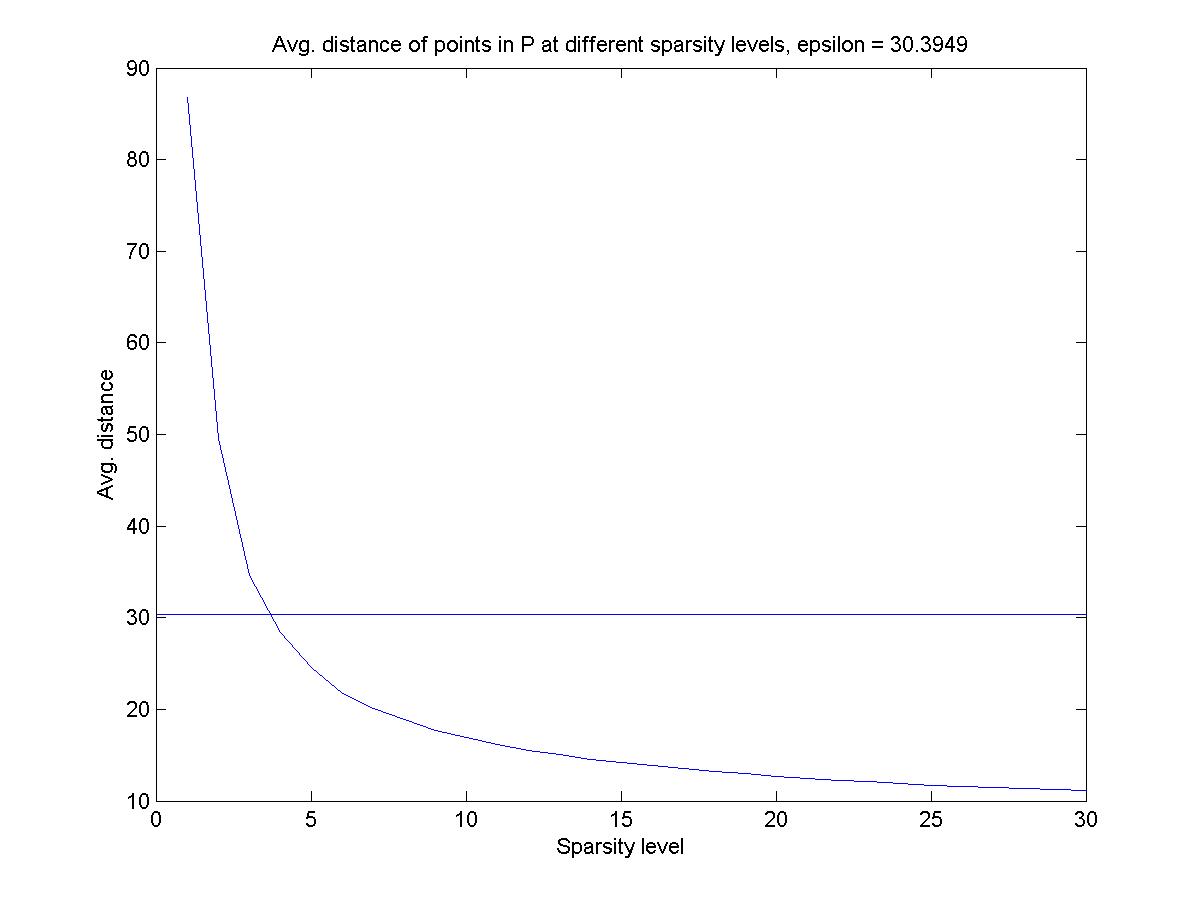 Avg. distance of points in P at different sparsity levels, epsilon = 30.3949
90
80
70
60
50
40
30
20
10
Avg. distance
0 5 10 15 20 25 30
Sparsity level